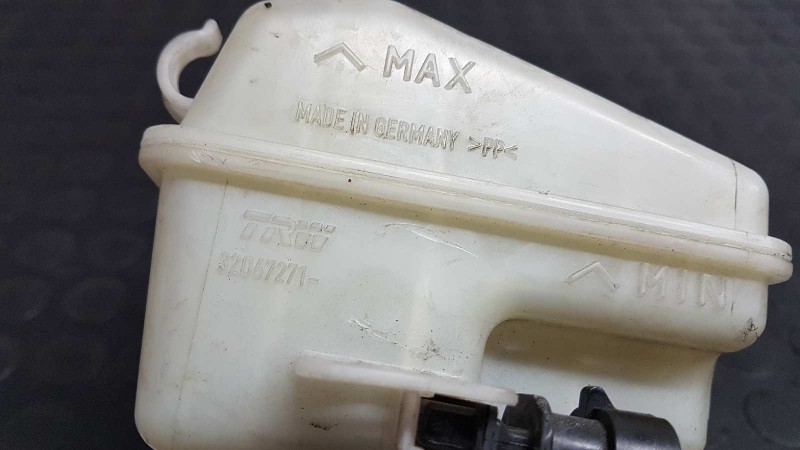 MAX
MADE IN GERMANY >PP<
TRW
32067271-
MIN